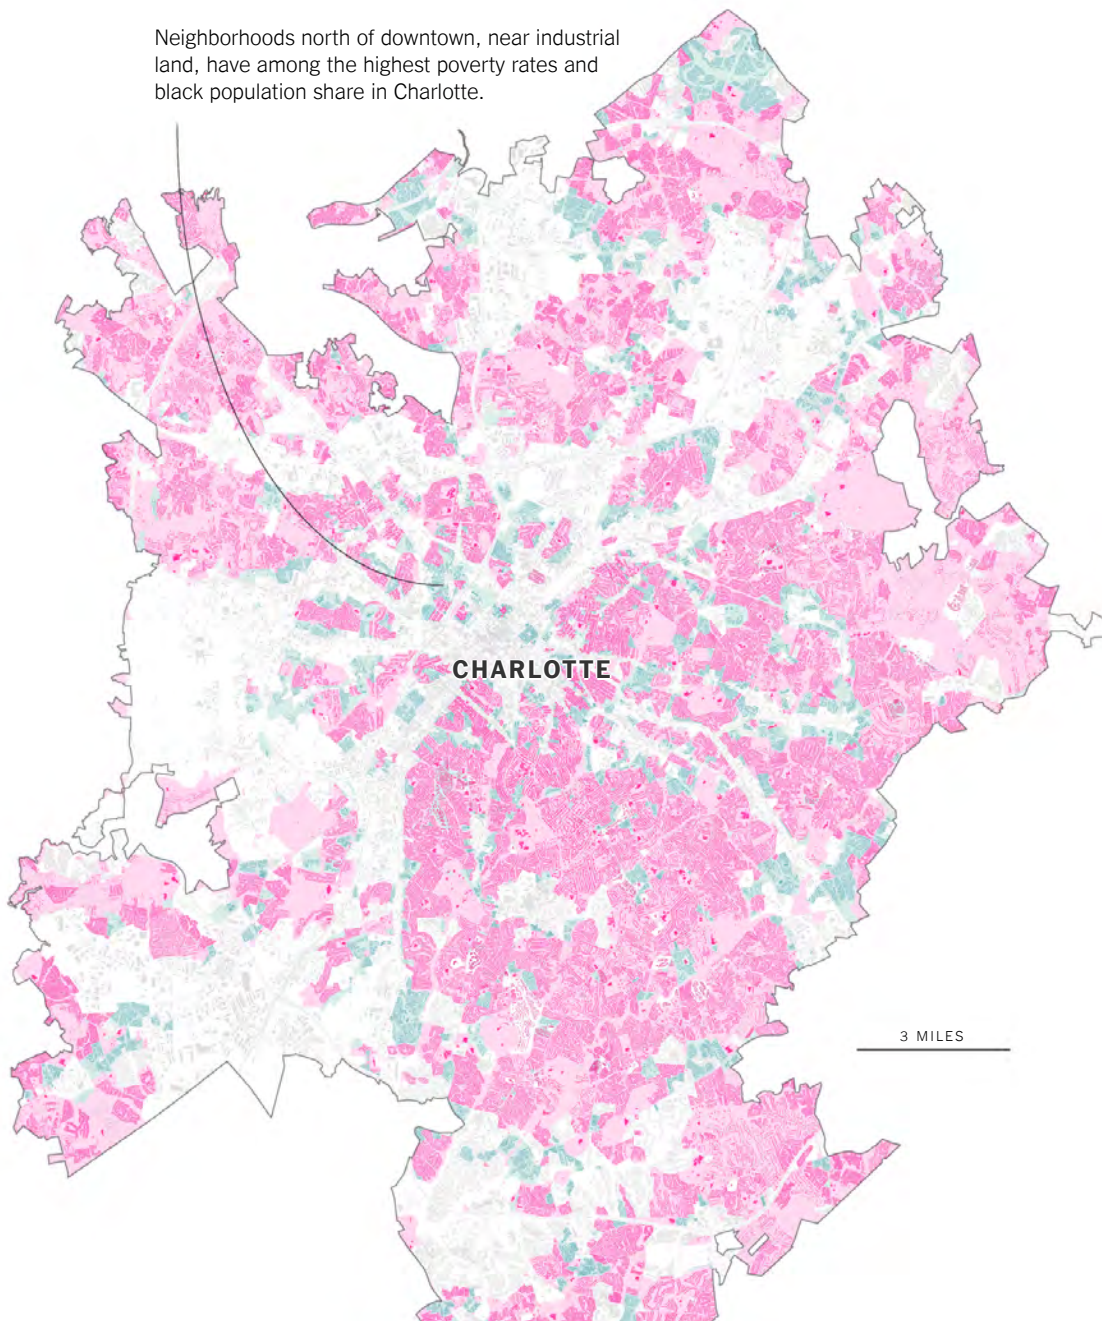 Neighborhoods north of downtown, near industrial
land, have among the highest poverty rates and
black population share in Charlotte.
CHARLOTTE
3 MILES